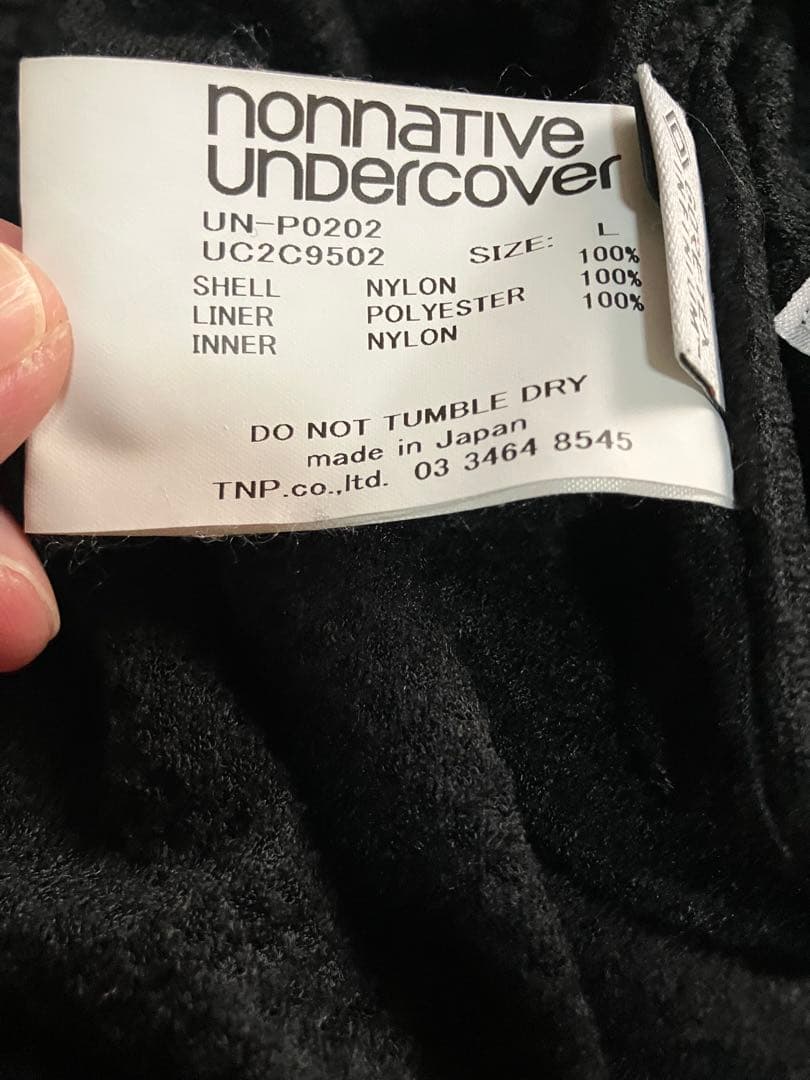 nonnative
undercover
UN-P0202
UC2C9502 SIZE: L
SHELL NYLON 100%
LINER POLYESTER 100%
INNER NYLON 100%
DO NOT TUMBLE DRY
made in Japan
TNP.co.,ltd. 03 3464 8545